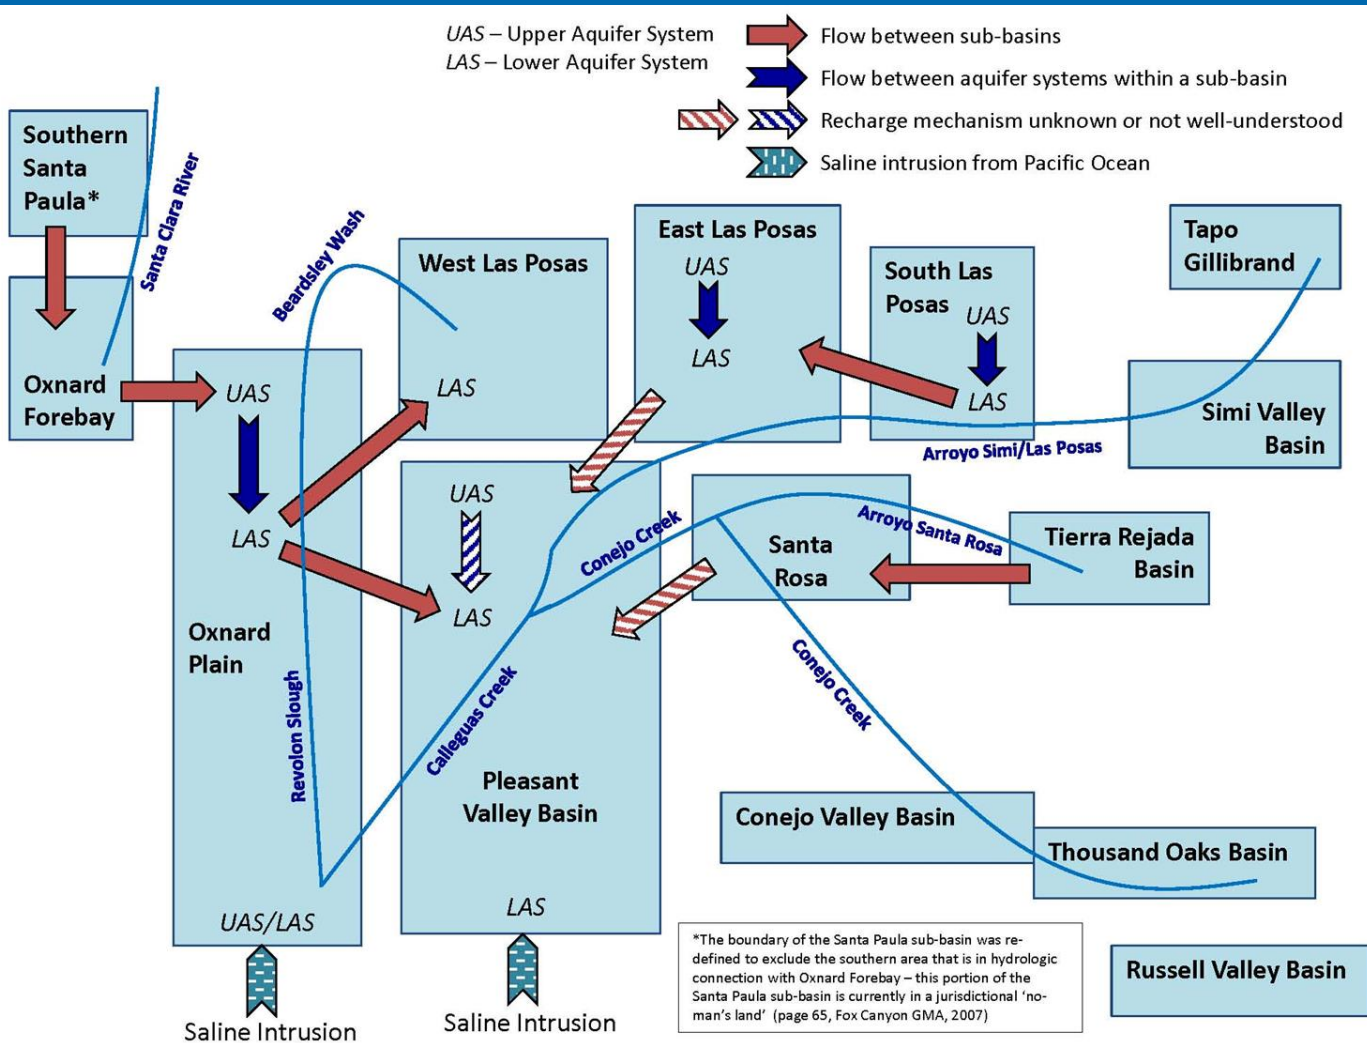 UAS – Upper Aquifer System
LAS – Lower Aquifer System
Flow between sub-basins
Flow between aquifer systems within a sub-basin
Recharge mechanism unknown or not well-understood
Saline intrusion from Pacific Ocean
Southern
Santa
Paula*
Santa Clara River
Oxnard
Forebay
Beardsley Wash
West Las Posas
LAS
East Las Posas
UAS
LAS
South Las
Posas
UAS
LAS
Tapo
Gillibrand
Simi Valley
Basin
Arroyo Simi/Las Posas
UAS
LAS
Oxnard
Plain
Revolon Slough
UAS/LAS
Saline Intrusion
UAS
LAS
Calleguas Creek
Pleasant
Valley Basin
LAS
Saline Intrusion
Conejo Creek
Santa
Rosa
Arroyo Santa Rosa
Tierra Rejada
Basin
Conejo Creek
Conejo Valley Basin
Thousand Oaks Basin
Russell Valley Basin
*The boundary of the Santa Paula sub-basin was re-
defined to exclude the southern area that is in hydrologic
connection with Oxnard Forebay – this portion of the
Santa Paula sub-basin is currently in a jurisdictional ‘no-
man’s land’ (page 65, Fox Canyon GMA, 2007)